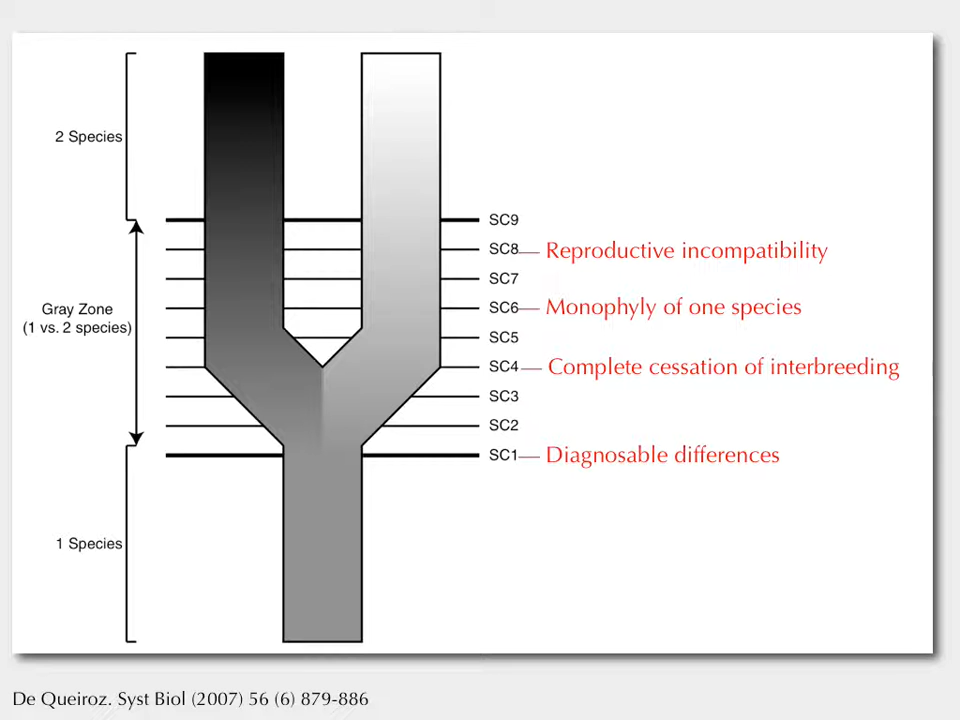 2 Species
SC9
SC8— Reproductive incompatibility
SC7
Gray Zone
(1 vs. 2 species)
SC6— Monophyly of one species
SC5
SC4— Complete cessation of interbreeding
SC3
SC2
SC1— Diagnosable differences
1 Species
De Queiroz. Syst Biol (2007) 56 (6) 879-886